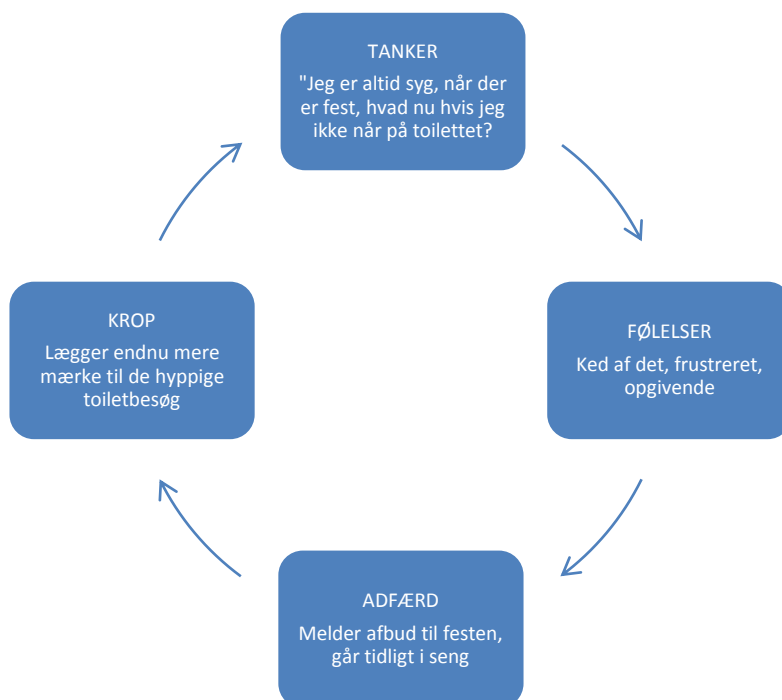 TANKER
"Jeg er altid syg, når der
er fest, hvad nu hvis jeg
ikke når på toilettet?
FØLELSER
Ked af det, frustreret,
opgivende
ADFÆRD
Melder afbud til festen,
går tidligt i seng
KROP
Lægger endnu mere
mærke til de hyppige
toiletbesøg